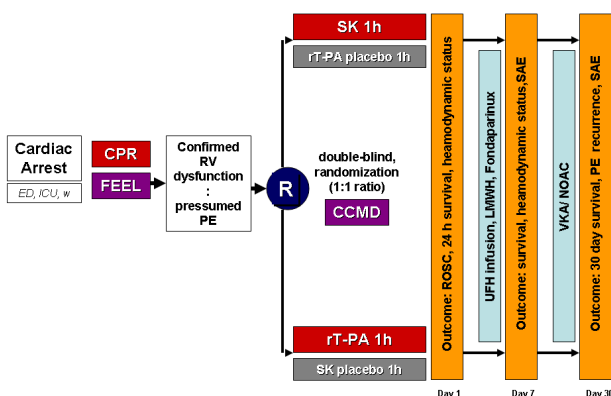 SK 1h
rT-PA placebo 1h
Cardiac
Arrest
ED, ICU, w
CPR
FEEL
Confirmed
RV
dysfunction
:
pressumed
PE
R
double-blind,
randomization
(1:1 ratio)
CCMD
rT-PA 1h
SK placebo 1h
Outcome: ROSC, 24 h survival, heamodynamic status
UFH infusion, LMWH, Fondaparinux
Outcome: survival, heamodynamic status,SAE
VKA/ NOAC
Outcome: 30 day survival, PE recurrence, SAE
Day 1
Day 7
Day 30